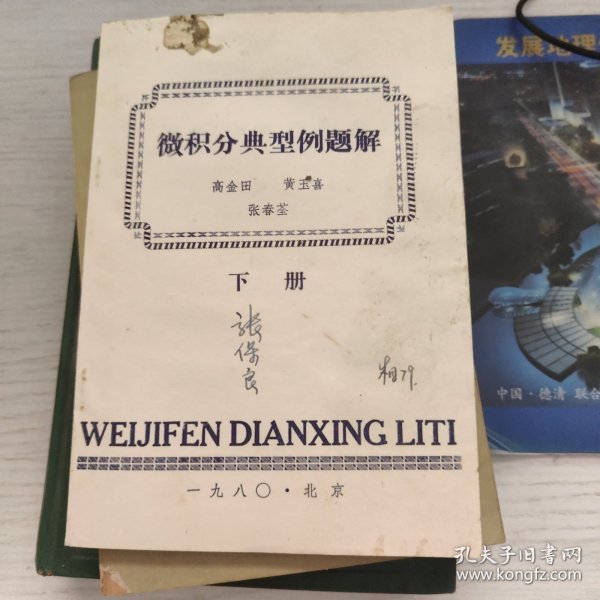 微积分典型例题解
高金田 黄玉喜
张春荃
下册
张保良
WEIJIFEN DIANXING LITI
一九八〇·北京
发展地理
中国·德清 联合
孔夫子旧书网
www.kongfz.com